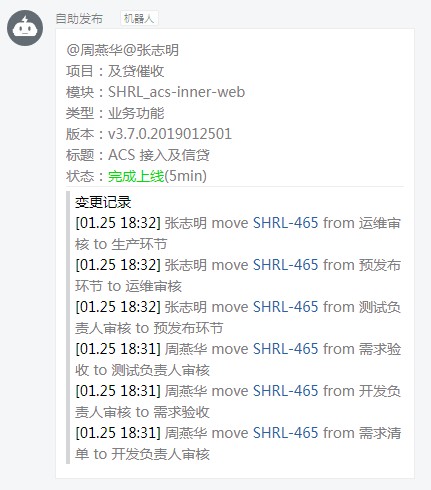 自助发布 机器人
@周燕华@张志明
项目：及贷催收
模块：SHRL_acs-inner-web
类型：业务功能
版本：v3.7.0.2019012501
标题：ACS 接入及信贷
状态：完成上线(5min)
变更记录
[01.25 18:32] 张志明 move SHRL-465 from 运维审
核 to 生产环节
[01.25 18:32] 张志明 move SHRL-465 from 预发布
环节 to 运维审核
[01.25 18:32] 张志明 move SHRL-465 from 测试负
责人审核 to 预发布环节
[01.25 18:31] 周燕华 move SHRL-465 from 需求验
收 to 测试负责人审核
[01.25 18:31] 周燕华 move SHRL-465 from 开发负
责人审核 to 需求验收
[01.25 18:31] 周燕华 move SHRL-465 from 需求清
单 to 开发负责人审核